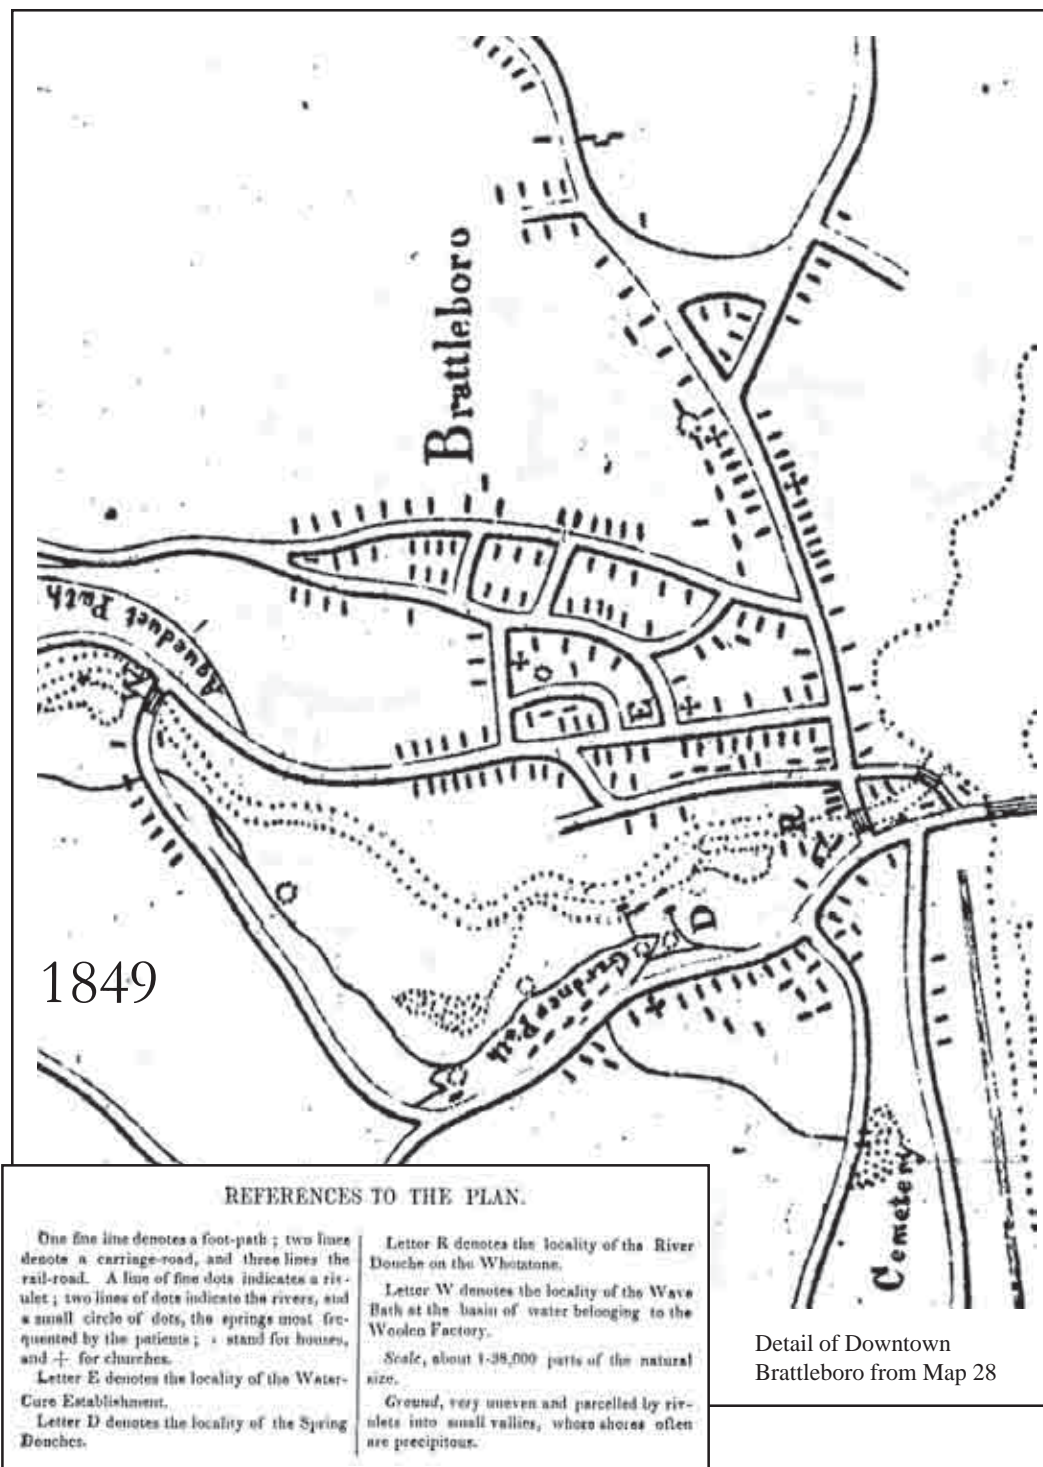 Brattleboro
Aqueduct Path
E
R
D
1849
Gardner Path
W
Cemetery
REFERENCES TO THE PLAN.
One fine line denotes a foot-path ; two lines
denote a carriage-road, and three lines the
rail-road. A line of fine dots indicates a riv-
ulet ; two lines of dots indicate the rivers, and
a small circle of dots, the springs most fre-
quented by the patients ; stand for houses,
and + for churches.
Letter E denotes the locality of the Water-
Cure Establishment.
Letter D denotes the locality of the Spring
Douches.
Letter R denotes the locality of the River
Douche on the Whetstone.
Letter W denotes the locality of the Wave
Bath at the basin of water belonging to the
Woolen Factory.
Scale, about 1-38,000 parts of the natural
size.
Ground, very uneven and parcelled by riv-
ulets into small vallies, whose shores often
are precipitous.
Detail of Downtown
Brattleboro from Map 28